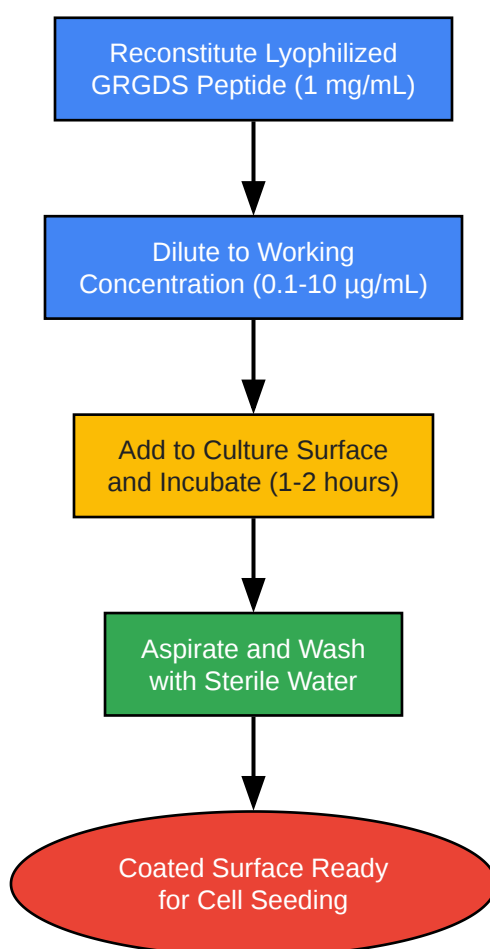 Reconstitute Lyophilized
GRGDS Peptide (1 mg/mL)
Dilute to Working
Concentration (0.1-10 µg/mL)
Add to Culture Surface
and Incubate (1-2 hours)
Aspirate and Wash
with Sterile Water
Coated Surface Ready
for Cell Seeding